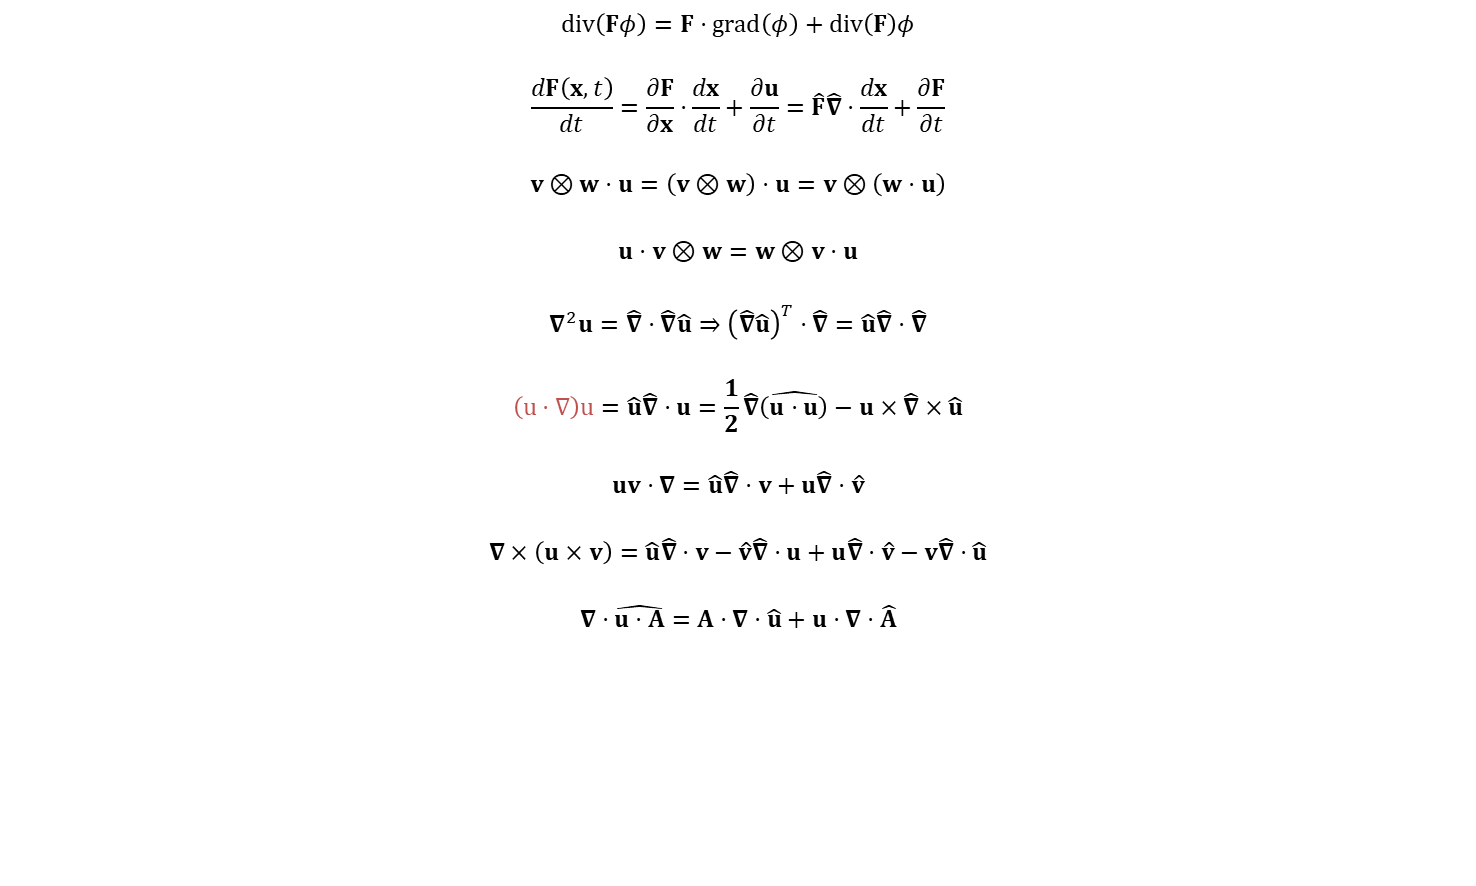 div(𝐅ϕ) = 𝐅 · grad(ϕ) + div(𝐅)ϕ
d𝐅(𝐱, t)/dt = ∂𝐅/∂𝐱 · d𝐱/dt + ∂𝐮/∂t = 𝐅̂𝛁̂ · d𝐱/dt + ∂𝐅/∂t
𝐯 ⊗ 𝐰 · 𝐮 = (𝐯 ⊗ 𝐰) · 𝐮 = 𝐯 ⊗ (𝐰 · 𝐮)
𝐮 · 𝐯 ⊗ 𝐰 = 𝐰 ⊗ 𝐯 · 𝐮
𝛁²𝐮 = 𝛁̂ · 𝛁̂𝐮̂ ⇒ (𝛁̂𝐮̂)ᵀ · 𝛁̂ = 𝐮̂𝛁̂ · 𝛁̂
(u · ∇)u = 𝐮̂𝛁̂ · 𝐮 = 𝟏/𝟐 𝛁̂(𝐮 · 𝐮)̂ − 𝐮 × 𝛁̂ × 𝐮̂
𝐮𝐯 · 𝛁 = 𝐮̂𝛁̂ · 𝐯 + 𝐮𝛁̂ · 𝐯̂
𝛁 × (𝐮 × 𝐯) = 𝐮̂𝛁̂ · 𝐯 − 𝐯̂𝛁̂ · 𝐮 + 𝐮𝛁̂ · 𝐯̂ − 𝐯𝛁̂ · 𝐮̂
𝛁 · 𝐮 · 𝐀̂ = 𝐀 · 𝛁 · 𝐮̂ + 𝐮 · 𝛁 · 𝐀̂